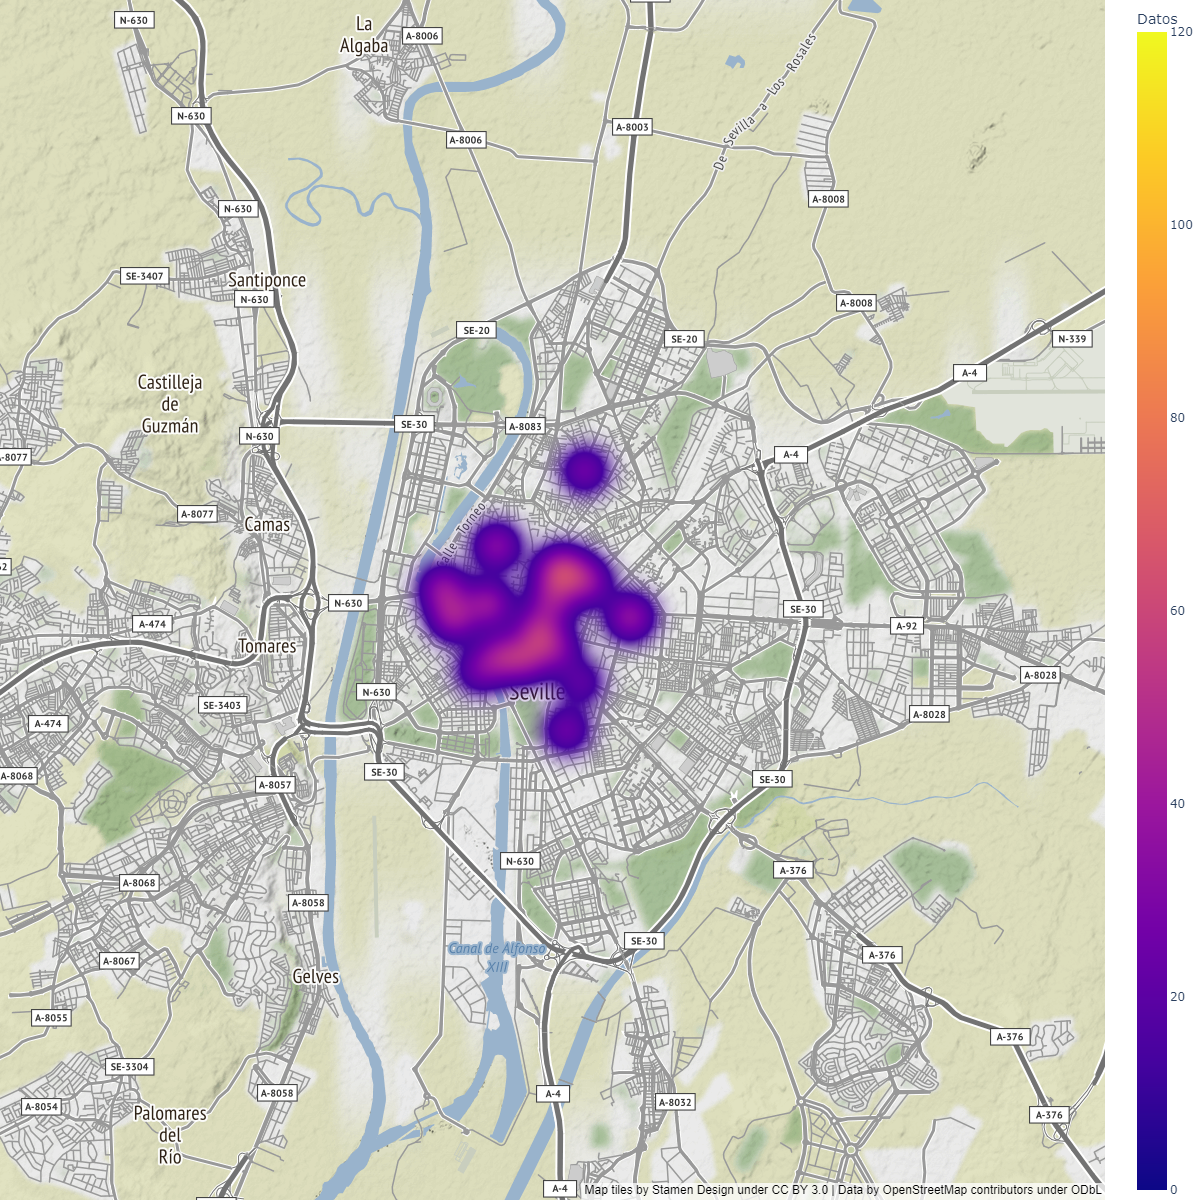 Datos
120
100
80
60
40
20
0
N-630
La
Algaba
A-8006
N-630
A-8003
A-8006
De Sevilla a Los Rosales
A-8008
N-630
SE-3407
Santiponce
N-630
A-8008
SE-20
SE-20
N-339
A-4
Castilleja
de
Guzmán
SE-30
A-8083
N-630
A-8077
A-4
A-8077
Camas
Calle Torneo
N-630
SE-30
A-474
A-92
Tomares
A-8028
N-630
Seville
SE-3403
A-474
A-8028
A-8068
SE-30
SE-30
A-8057
N-630
A-376
A-8068
A-8058
SE-30
Canal de Alfonso
XIII
A-376
A-8067
Gelves
A-8055
A-376
SE-3304
A-8058
A-4
A-8054
A-8032
A-376
Palomares
del
Río
A-4
Map tiles by Stamen Design under CC BY 3.0 | Data by OpenStreetMap contributors under ODbL